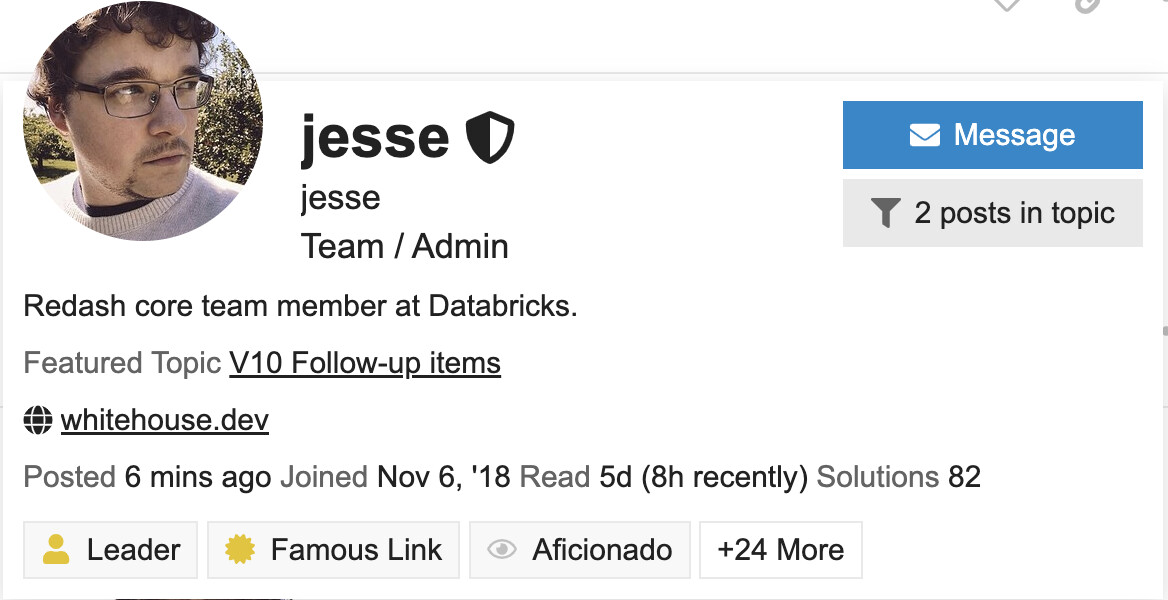 jesse
Message
jesse
2 posts in topic
Team / Admin
Redash core team member at Databricks.
Featured Topic V10 Follow-up items
whitehouse.dev
Posted 6 mins ago Joined Nov 6, '18 Read 5d (8h recently) Solutions 82
Leader Famous Link Aficionado +24 More